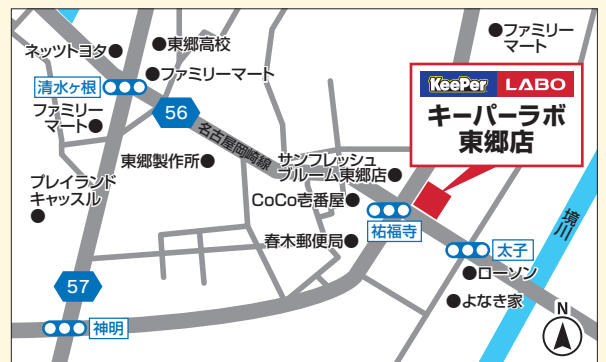 ファミリー
マート
ネッツトヨタ
東郷高校
ファミリーマート
清水ヶ根
ファミリー
マート
56
名古屋岡崎線
KeePer LABO
キーパーラボ
東郷店
東郷製作所
サンフレッシュ
ブルーム東郷店
プレイランド
キャッスル
CoCo壱番屋
祐福寺
境川
春木郵便局
太子
ローソン
57
よなき家
神明
N